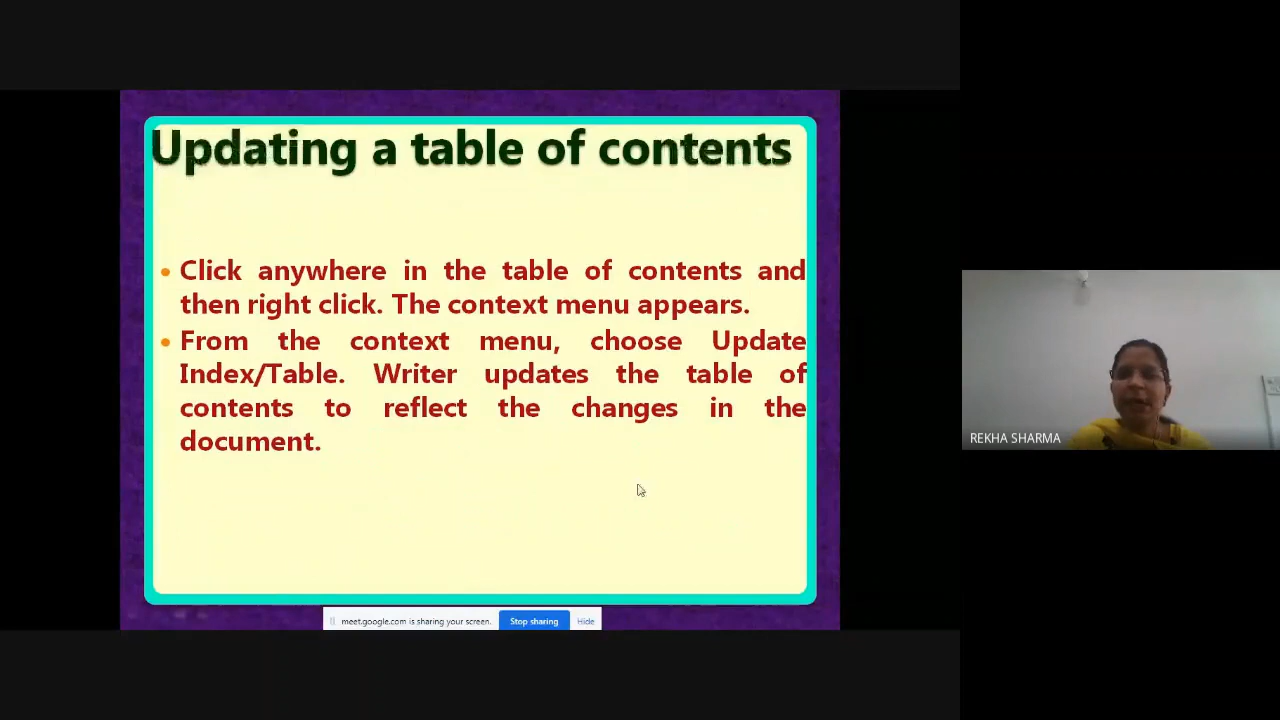 Updating a table of contents
• Click anywhere in the table of contents and
then right click. The context menu appears.
• From the context menu, choose Update
Index/Table. Writer updates the table of
contents to reflect the changes in the
document.
meet.google.com is sharing your screen. Stop sharing Hide
REKHA SHARMA